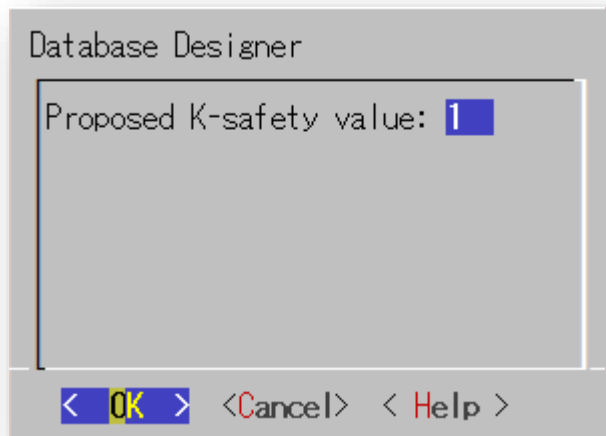 Database Designer
Proposed K-safety value: 1
< OK > <Cancel> < Help >